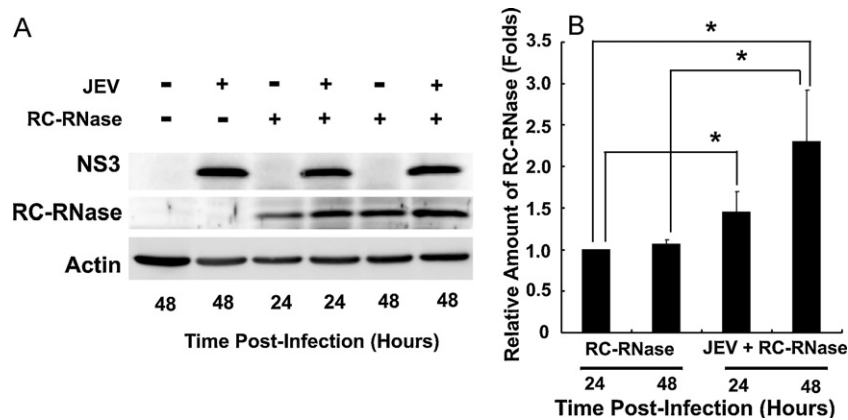 A
JEV - + - + - +
RC-RNase - - + + + +
NS3
RC-RNase
Actin
48 48 24 24 48 48
Time Post-Infection (Hours)
B
Relative Amount of RC-RNase (Folds)
3.5
3.0
2.5
2.0
1.5
1.0
0.5
0
*
*
*
RC-RNase JEV + RC-RNase
24 48 24 48
Time Post-Infection (Hours)